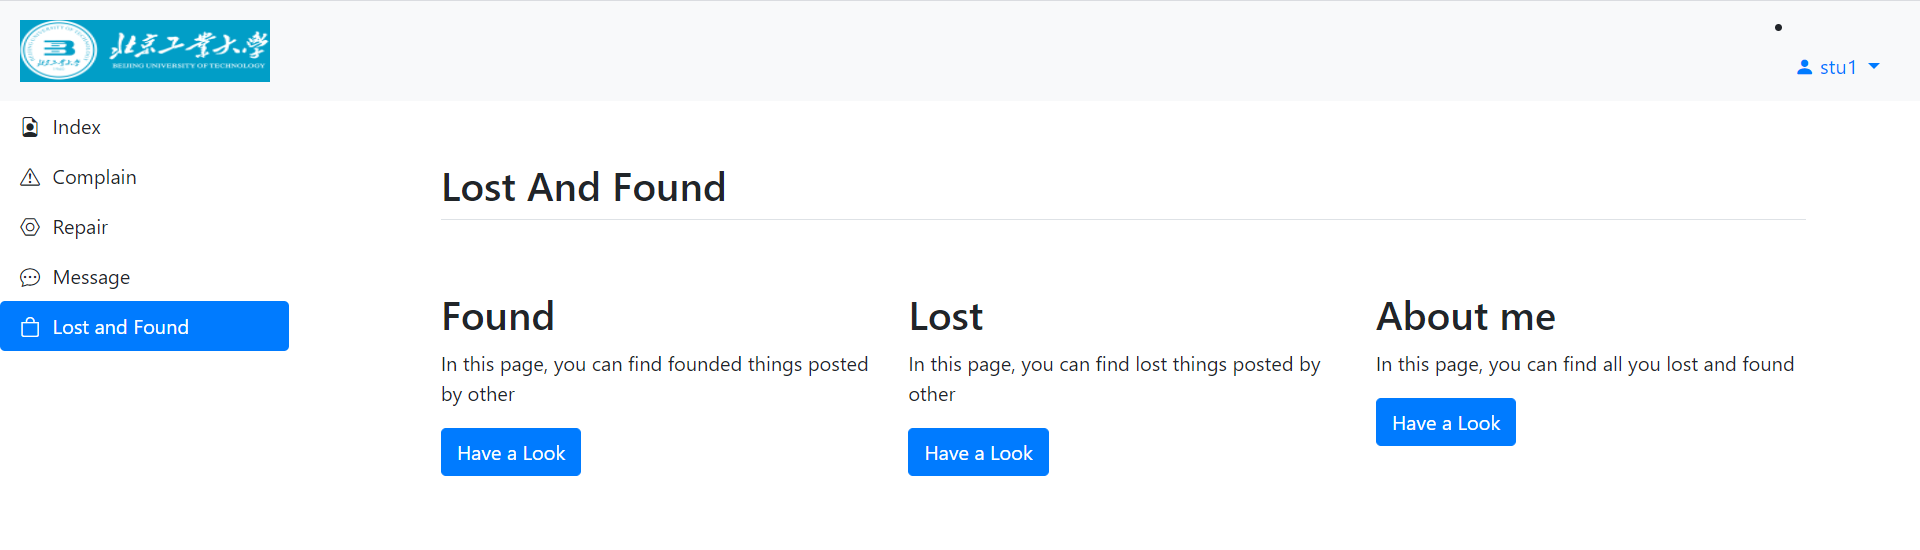 北京工业大学
BEIJING UNIVERSITY OF TECHNOLOGY
stu1
Index
Complain
Repair
Message
Lost and Found
Lost And Found
Found
In this page, you can find founded things posted
by other
Have a Look
Lost
In this page, you can find lost things posted by
other
Have a Look
About me
In this page, you can find all you lost and found
Have a Look